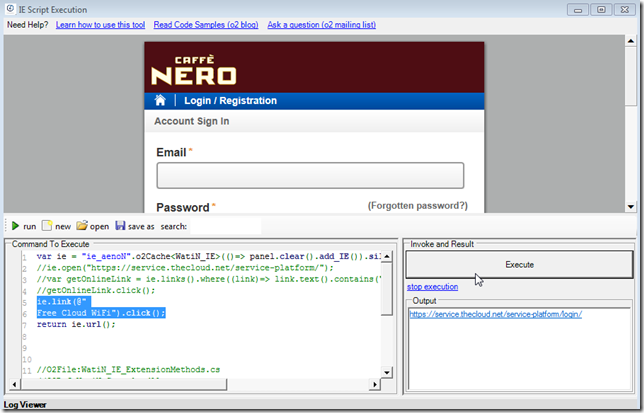 IE Script Execution
Need Help? Learn how to use this tool Read Code Samples (o2 blog) Ask a question (o2 mailing list)
CAFFÈ
NERO
Login / Registration
Account Sign In
Email *
Password * (Forgotten password?)
run new open save as search:
Command To Execute
1 var ie = "ie_aenoN".o2Cache<WatiN_IE>(()=> panel.clear().add_IE()).sil
2 //ie.open("https://service.thecloud.net/service-platform/");
3 //var getOnlineLink = ie.links().where((link)=> link.text().contains("
4 //getOnlineLink.click();
5 ie.link(@"
6 Free Cloud WiFi").click();
7 return ie.url();
8
9
10
11 //O2File:WatiN_IE_ExtensionMethods.cs
Invoke and Result
Execute
stop execution
Output
https://service.thecloud.net/service-platform/login/
Log Viewer